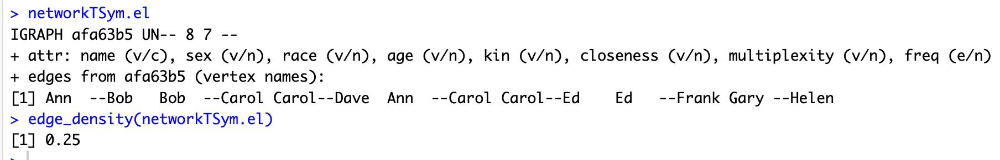 > networkTSym.el
IGRAPH afa63b5 UN-- 8 7 --
+ attr: name (v/c), sex (v/n), race (v/n), age (v/n), kin (v/n), closeness (v/n), multiplexity (v/n), freq (e/n)
+ edges from afa63b5 (vertex names):
[1] Ann  --Bob   Bob  --Carol Carol--Dave  Ann  --Carol Carol--Ed    Ed   --Frank Gary --Helen
> edge_density(networkTSym.el)
[1] 0.25
>